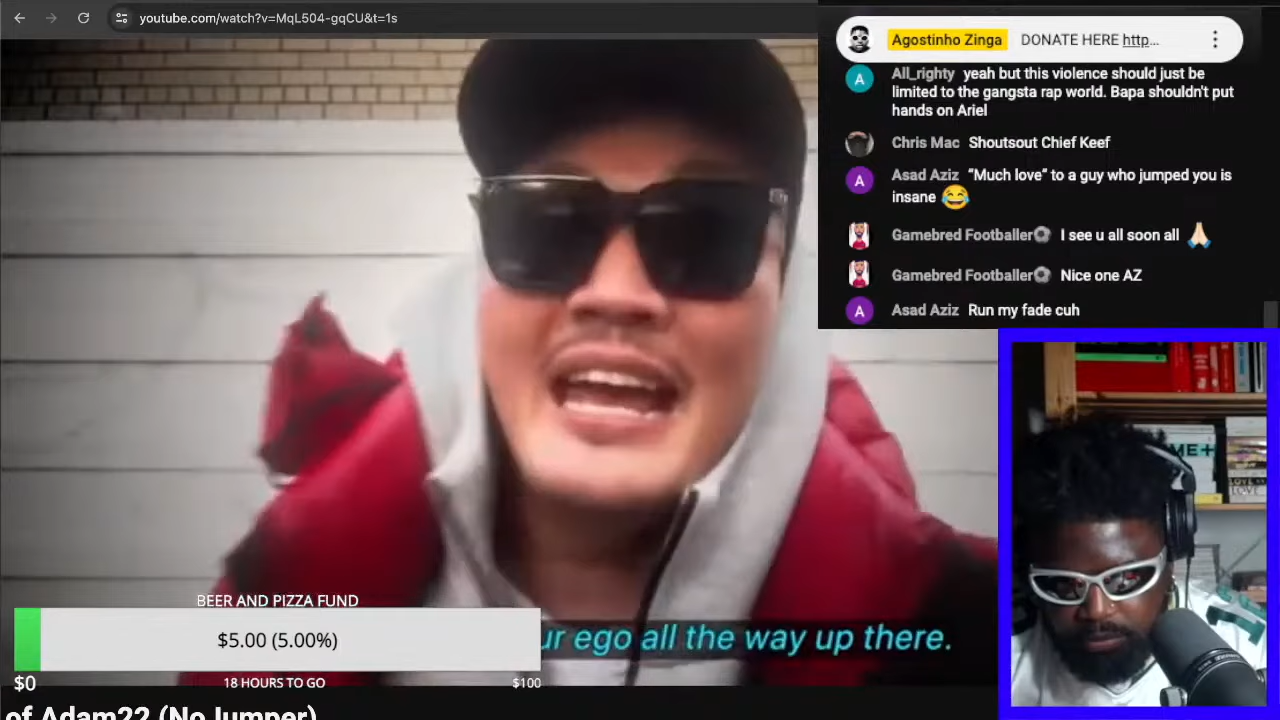 youtube.com/watch?v=MqL504-gqCU&t=1s
Agostinho Zinga DONATE HERE http...
All_righty yeah but this violence should just be
limited to the gangsta rap world. Bapa shouldn't put
hands on Ariel
Chris Mac Shoutsout Chief Keef
A Asad Aziz "Much love" to a guy who jumped you is
insane 😂
Gamebred Footballer⚽ I see u all soon all 🙏🏻
Gamebred Footballer⚽ Nice one AZ
A Asad Aziz Run my fade cuh
BEER AND PIZZA FUND
$5.00 (5.00%)
$0 18 HOURS TO GO $100
ur ego all the way up there.
of Adam22 (No Jumper)